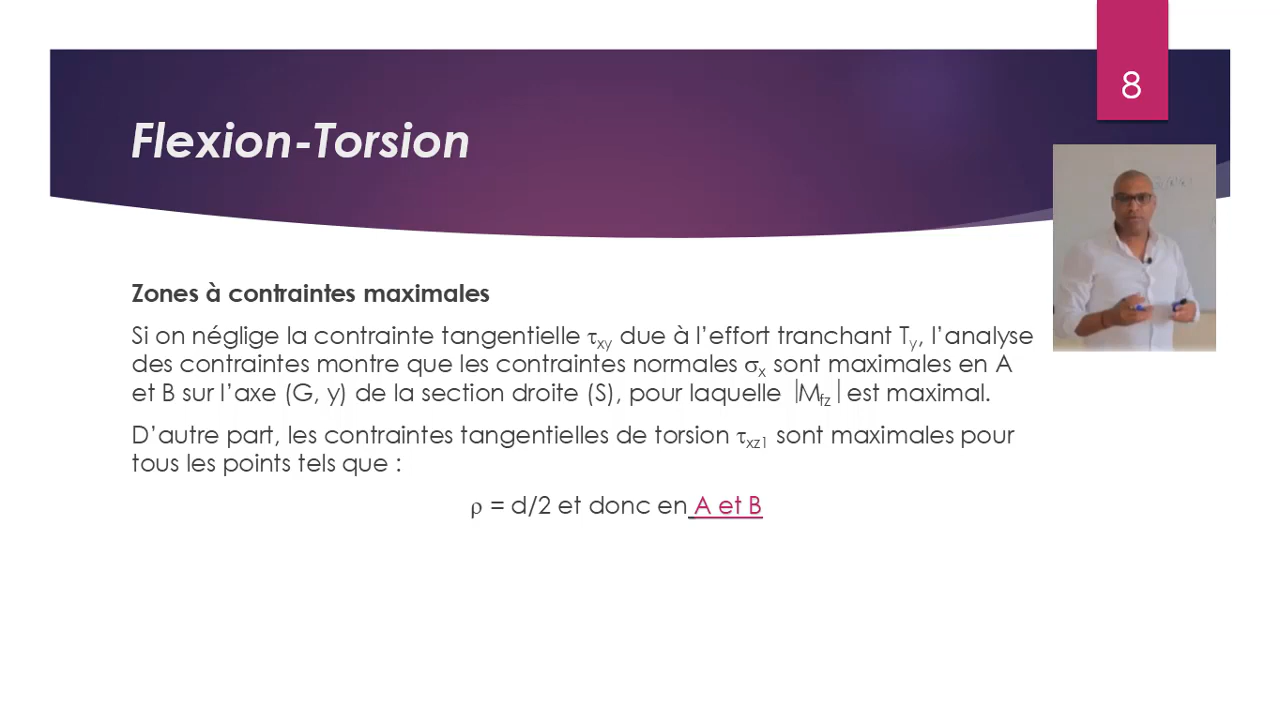 8
Flexion-Torsion
Zones à contraintes maximales
Si on néglige la contrainte tangentielle τxy due à l’effort tranchant Ty, l’analyse
des contraintes montre que les contraintes normales σx sont maximales en A
et B sur l’axe (G, y) de la section droite (S), pour laquelle |Mfz| est maximal.
D’autre part, les contraintes tangentielles de torsion τxz1 sont maximales pour
tous les points tels que :
ρ = d/2 et donc en A et B